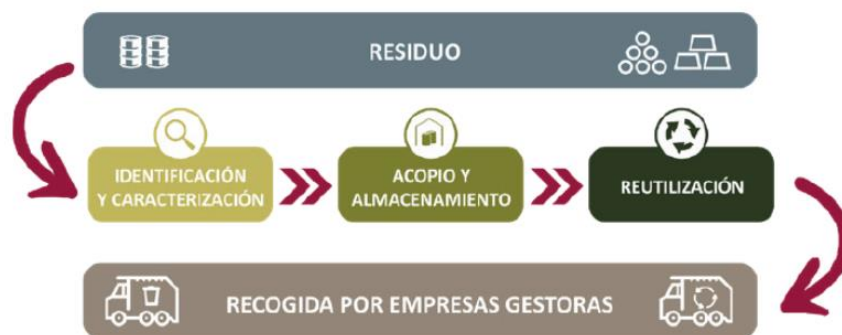 RESIDUO
IDENTIFICACIÓN
Y CARACTERIZACIÓN
ACOPIO Y
ALMACENAMIENTO
REUTILIZACIÓN
RECOGIDA POR EMPRESAS GESTORAS